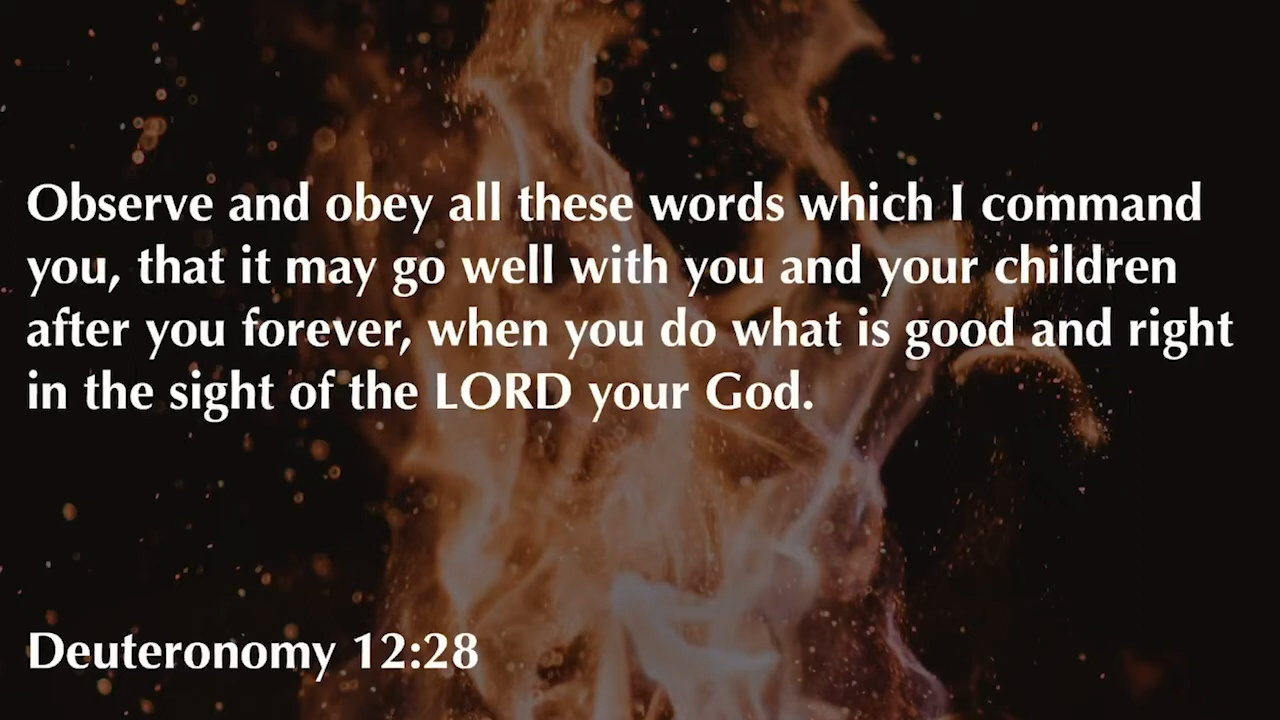 Observe and obey all these words which I command
you, that it may go well with you and your children
after you forever, when you do what is good and right
in the sight of the LORD your God.
Deuteronomy 12:28